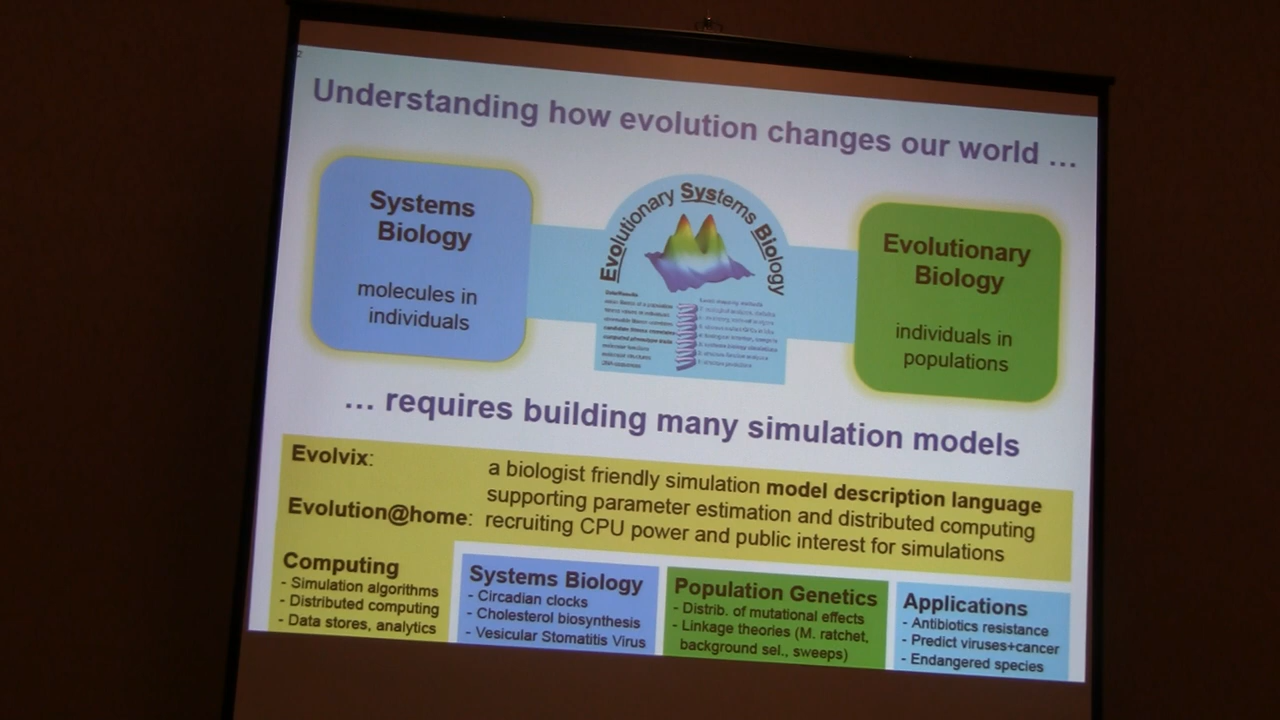 Understanding how evolution changes our world ...
Systems
Biology
molecules in
individuals
Evolutionary Systems Biology
Evolutionary
Biology
individuals in
populations
... requires building many simulation models
Evolvix: a biologist friendly simulation model description language
supporting parameter estimation and distributed computing
Evolution@home: recruiting CPU power and public interest for simulations
Computing
- Simulation algorithms
- Distributed computing
- Data stores, analytics
Systems Biology
- Circadian clocks
- Cholesterol biosynthesis
- Vesicular Stomatitis Virus
Population Genetics
- Distrib. of mutational effects
- Linkage theories (M. ratchet,
background sel., sweeps)
Applications
- Antibiotics resistance
- Predict viruses+cancer
- Endangered species